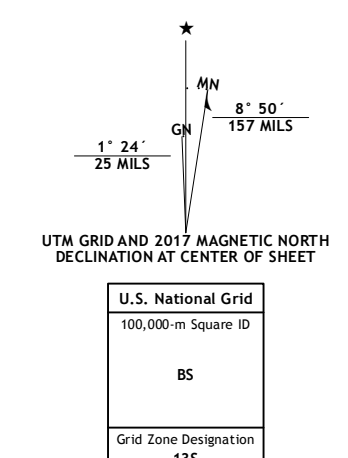 MN
8° 50´
157 MILS
GN
1° 24´
25 MILS
UTM GRID AND 2017 MAGNETIC NORTH
DECLINATION AT CENTER OF SHEET
U.S. National Grid
100,000-m Square ID
BS
Grid Zone Designation
13S